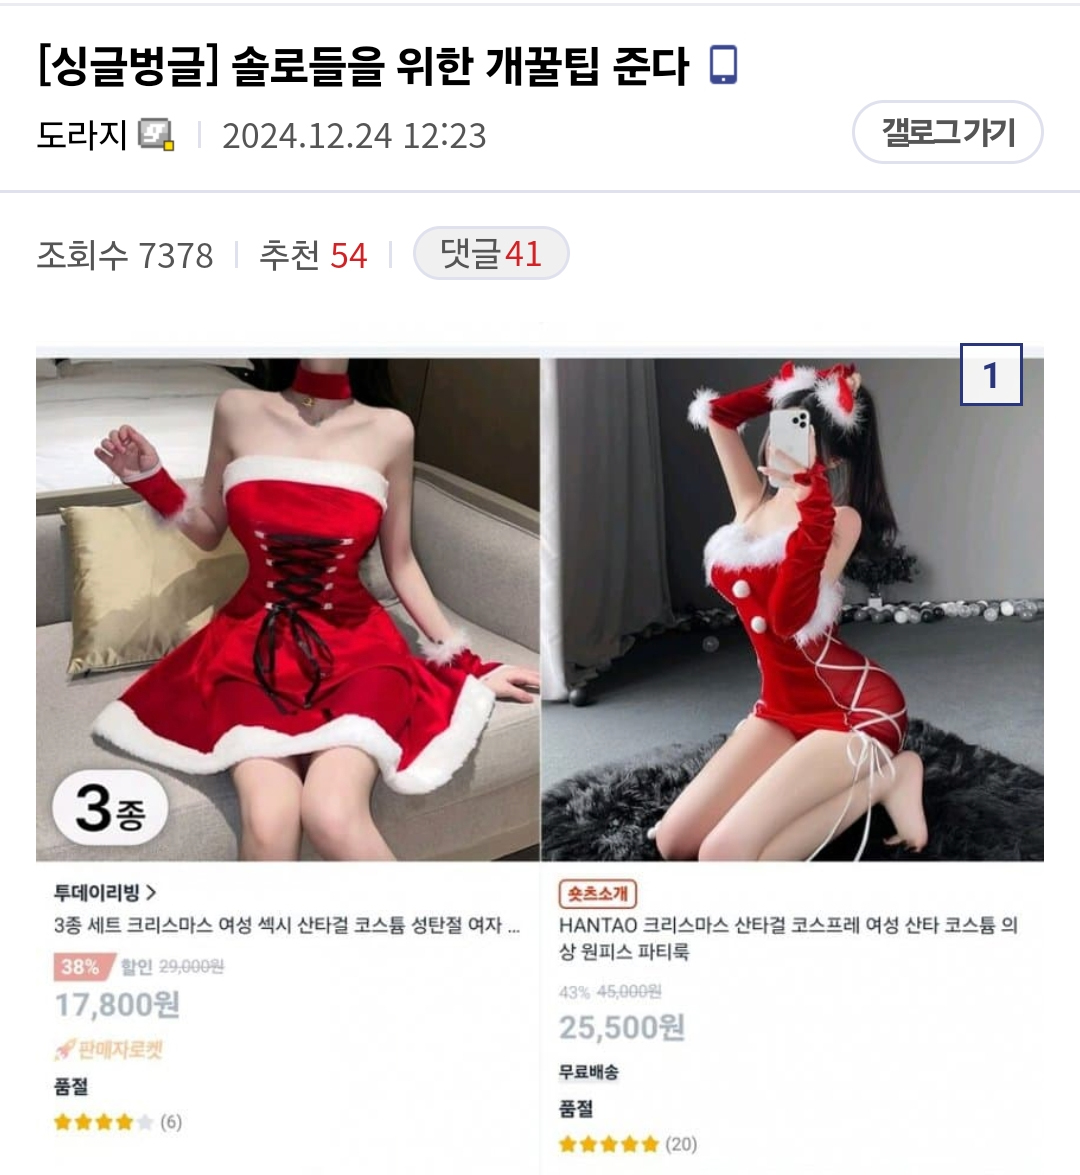 [싱글벙글] 솔로들을 위한 개꿀팁 준다
도라지
2024.12.24 12:23
갤로그 가기
조회수 7378
추천 54
댓글 41
1
3종
투데이리빙 >
3종 세트 크리스마스 여성 섹시 산타걸 코스튬 성탄절 여자 ...
38% 할인 29,000원
17,800원
판매자로켓
품절
(6)
숏츠소개
HANTAO 크리스마스 산타걸 코스프레 여성 산타 코스튬 의
상 원피스 파티룩
43% 45,000원
25,500원
무료배송
품절
(20)